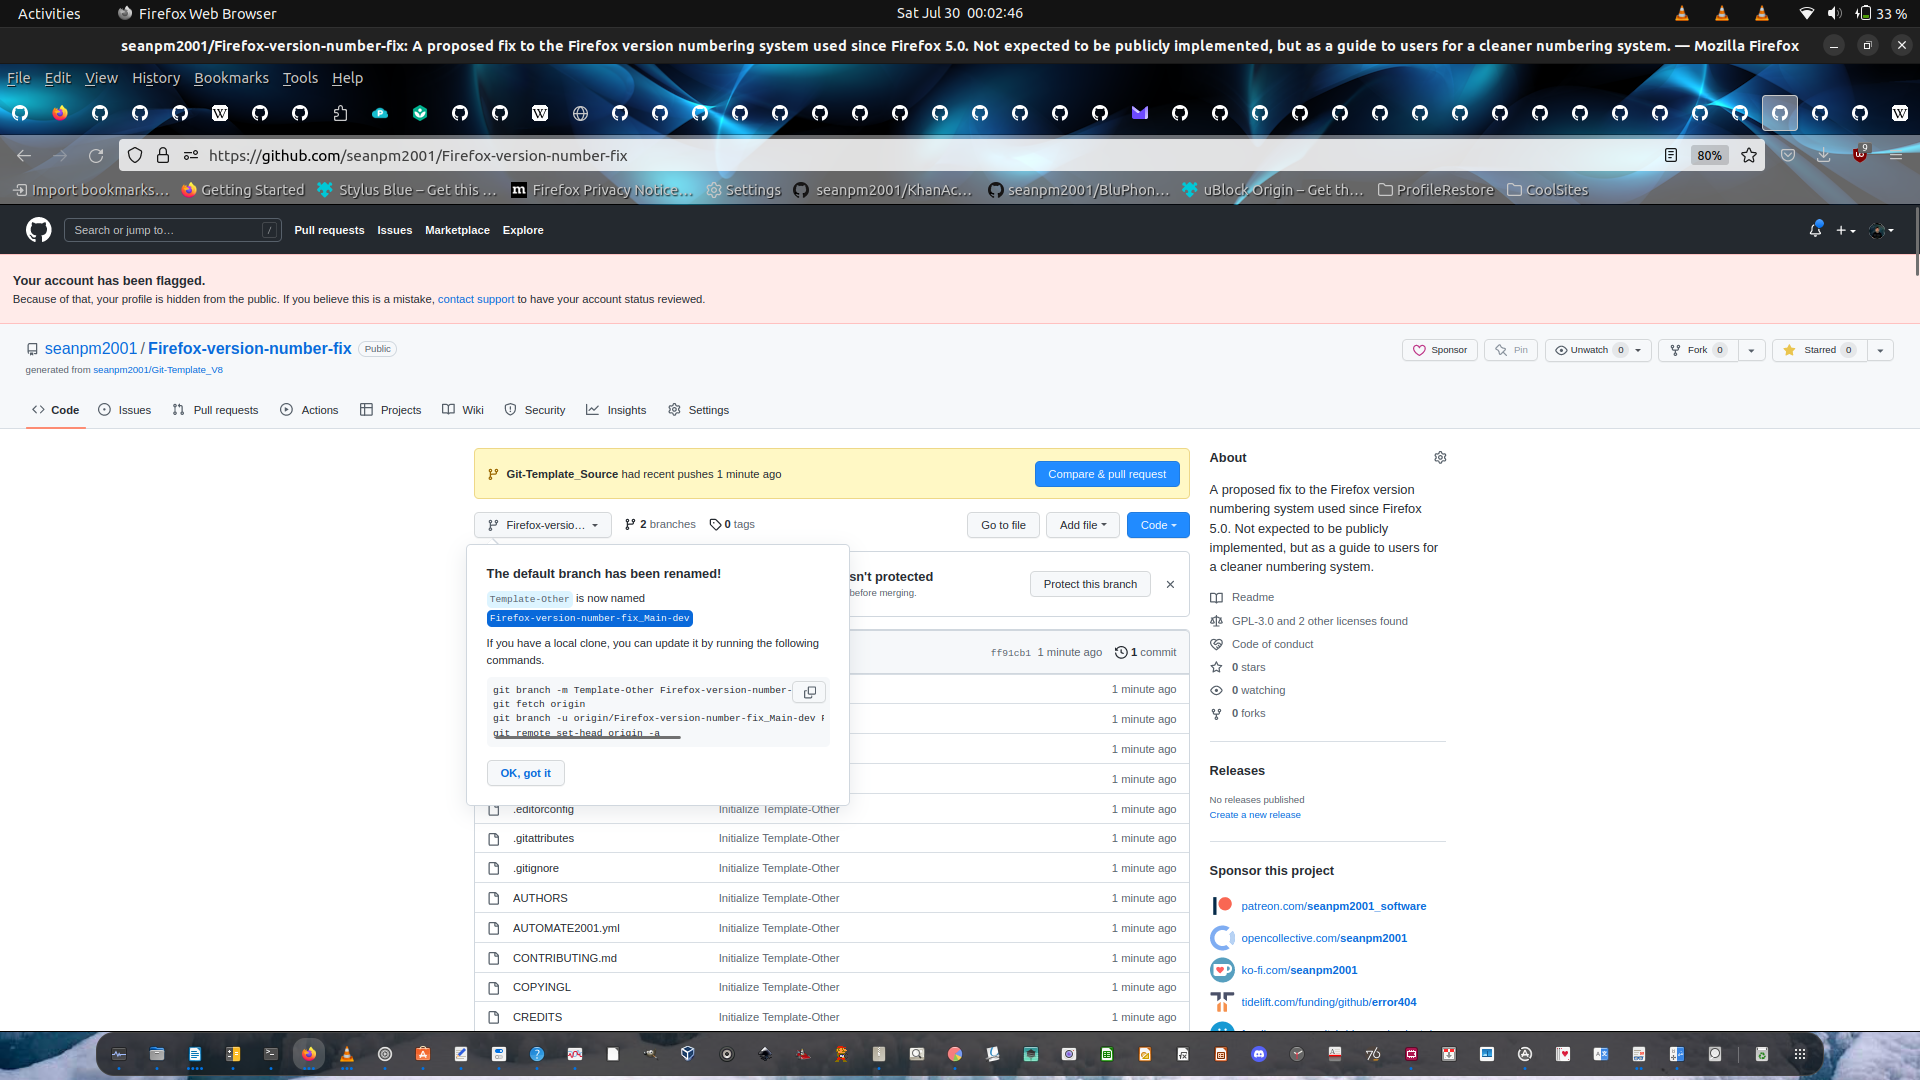 Activities
Firefox Web Browser
Sat Jul 30 00:02:46
33 %
seanpm2001/Firefox-version-number-fix: A proposed fix to the Firefox version numbering system used since Firefox 5.0. Not expected to be publicly implemented, but as a guide to users for a cleaner numbering system. — Mozilla Firefox
File Edit View History Bookmarks Tools Help
https://github.com/seanpm2001/Firefox-version-number-fix
80%
9
Import bookmarks… Getting Started Stylus Blue – Get this … Firefox Privacy Notice… Settings seanpm2001/KhanAc… seanpm2001/BluPhon… uBlock Origin – Get th… ProfileRestore CoolSites
Search or jump to…
/
Pull requests Issues Marketplace Explore
Your account has been flagged.
Because of that, your profile is hidden from the public. If you believe this is a mistake, contact support to have your account status reviewed.
seanpm2001 / Firefox-version-number-fix Public
generated from seanpm2001/Git-Template_V8
Sponsor Pin Unwatch 0 Fork 0 Starred 0
Code Issues Pull requests Actions Projects Wiki Security Insights Settings
Git-Template_Source had recent pushes 1 minute ago
Compare & pull request
Firefox-versio… 2 branches 0 tags
Go to file Add file Code
The default branch has been renamed!
Template-Other is now named
Firefox-version-number-fix_Main-dev
If you have a local clone, you can update it by running the following
commands.
git branch -m Template-Other Firefox-version-number-
git fetch origin
git branch -u origin/Firefox-version-number-fix_Main-dev F
git remote set-head origin -a
OK, got it
sn't protected
before merging.
Protect this branch
ff91cb1 1 minute ago 1 commit
1 minute ago
1 minute ago
1 minute ago
1 minute ago
.editorconfig Initialize Template-Other 1 minute ago
.gitattributes Initialize Template-Other 1 minute ago
.gitignore Initialize Template-Other 1 minute ago
AUTHORS Initialize Template-Other 1 minute ago
AUTOMATE2001.yml Initialize Template-Other 1 minute ago
CONTRIBUTING.md Initialize Template-Other 1 minute ago
COPYINGL Initialize Template-Other 1 minute ago
CREDITS Initialize Template-Other 1 minute ago
About
A proposed fix to the Firefox version
numbering system used since Firefox
5.0. Not expected to be publicly
implemented, but as a guide to users for
a cleaner numbering system.
Readme
GPL-3.0 and 2 other licenses found
Code of conduct
0 stars
0 watching
0 forks
Releases
No releases published
Create a new release
Sponsor this project
patreon.com/seanpm2001_software
opencollective.com/seanpm2001
ko-fi.com/seanpm2001
tidelift.com/funding/github/error404